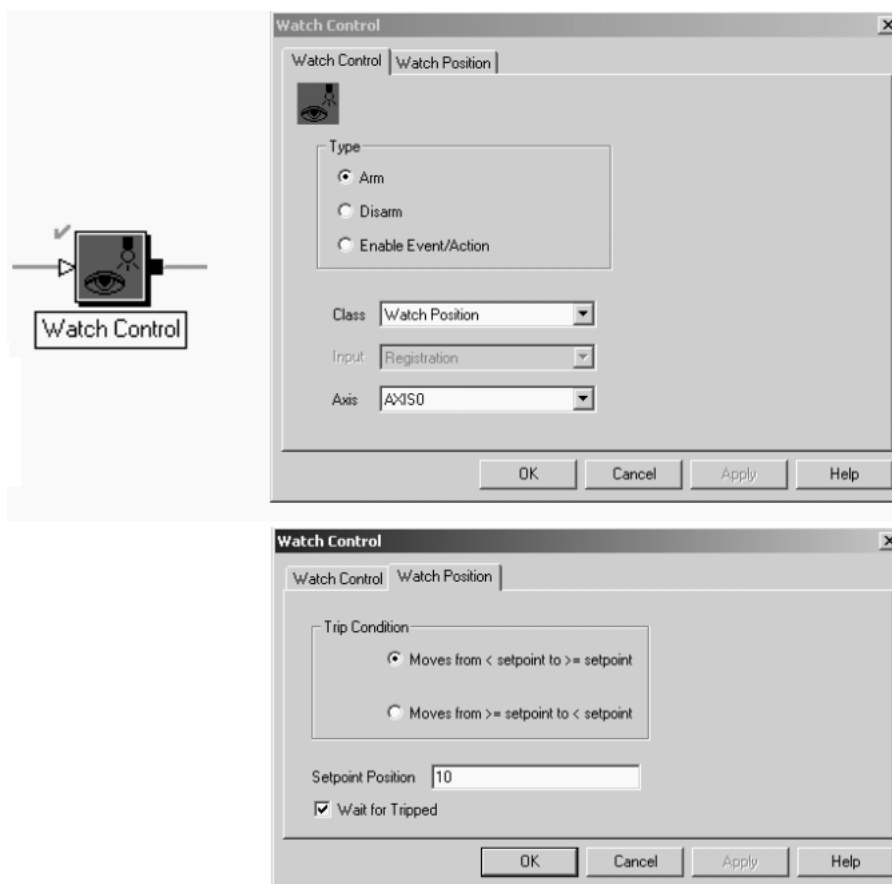 Watch Control
Watch Control Watch Position
Type
Arm
Disarm
Enable Event/Action
Watch Control
Class Watch Position
Input Registration
Axis AXIS0
OK Cancel Apply Help
Watch Control
Watch Control Watch Position
Trip Condition
Moves from < setpoint to >= setpoint
Moves from >= setpoint to < setpoint
Setpoint Position 10
Wait for Tripped
OK Cancel Apply Help